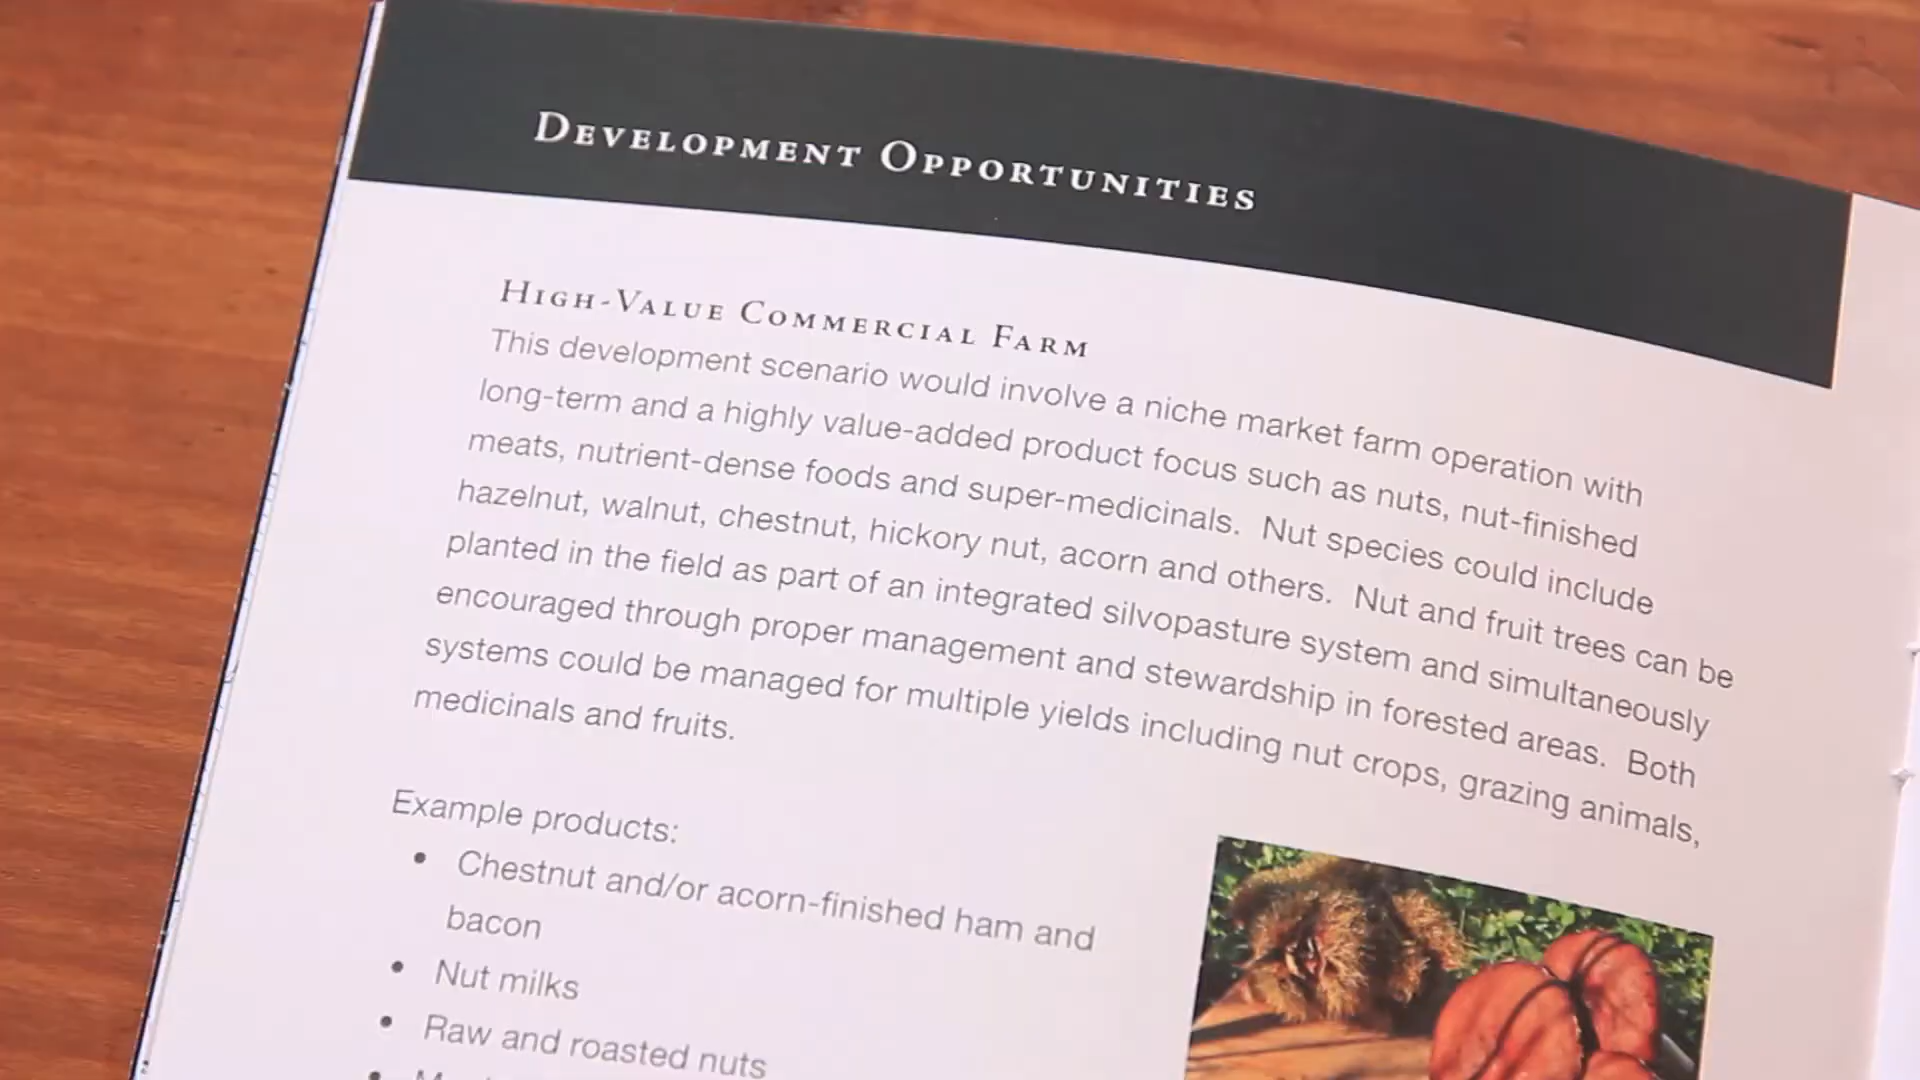 DEVELOPMENT OPPORTUNITIES
HIGH-VALUE COMMERCIAL FARM
This development scenario would involve a niche market farm operation with
long-term and a highly value-added product focus such as nuts, nut-finished
meats, nutrient-dense foods and super-medicinals. Nut species could include
hazelnut, walnut, chestnut, hickory nut, acorn and others. Nut and fruit trees can be
planted in the field as part of an integrated silvopasture system and simultaneously
encouraged through proper management and stewardship in forested areas. Both
systems could be managed for multiple yields including nut crops, grazing animals,
medicinals and fruits.
Example products:
• Chestnut and/or acorn-finished ham and
bacon
• Nut milks
• Raw and roasted nuts